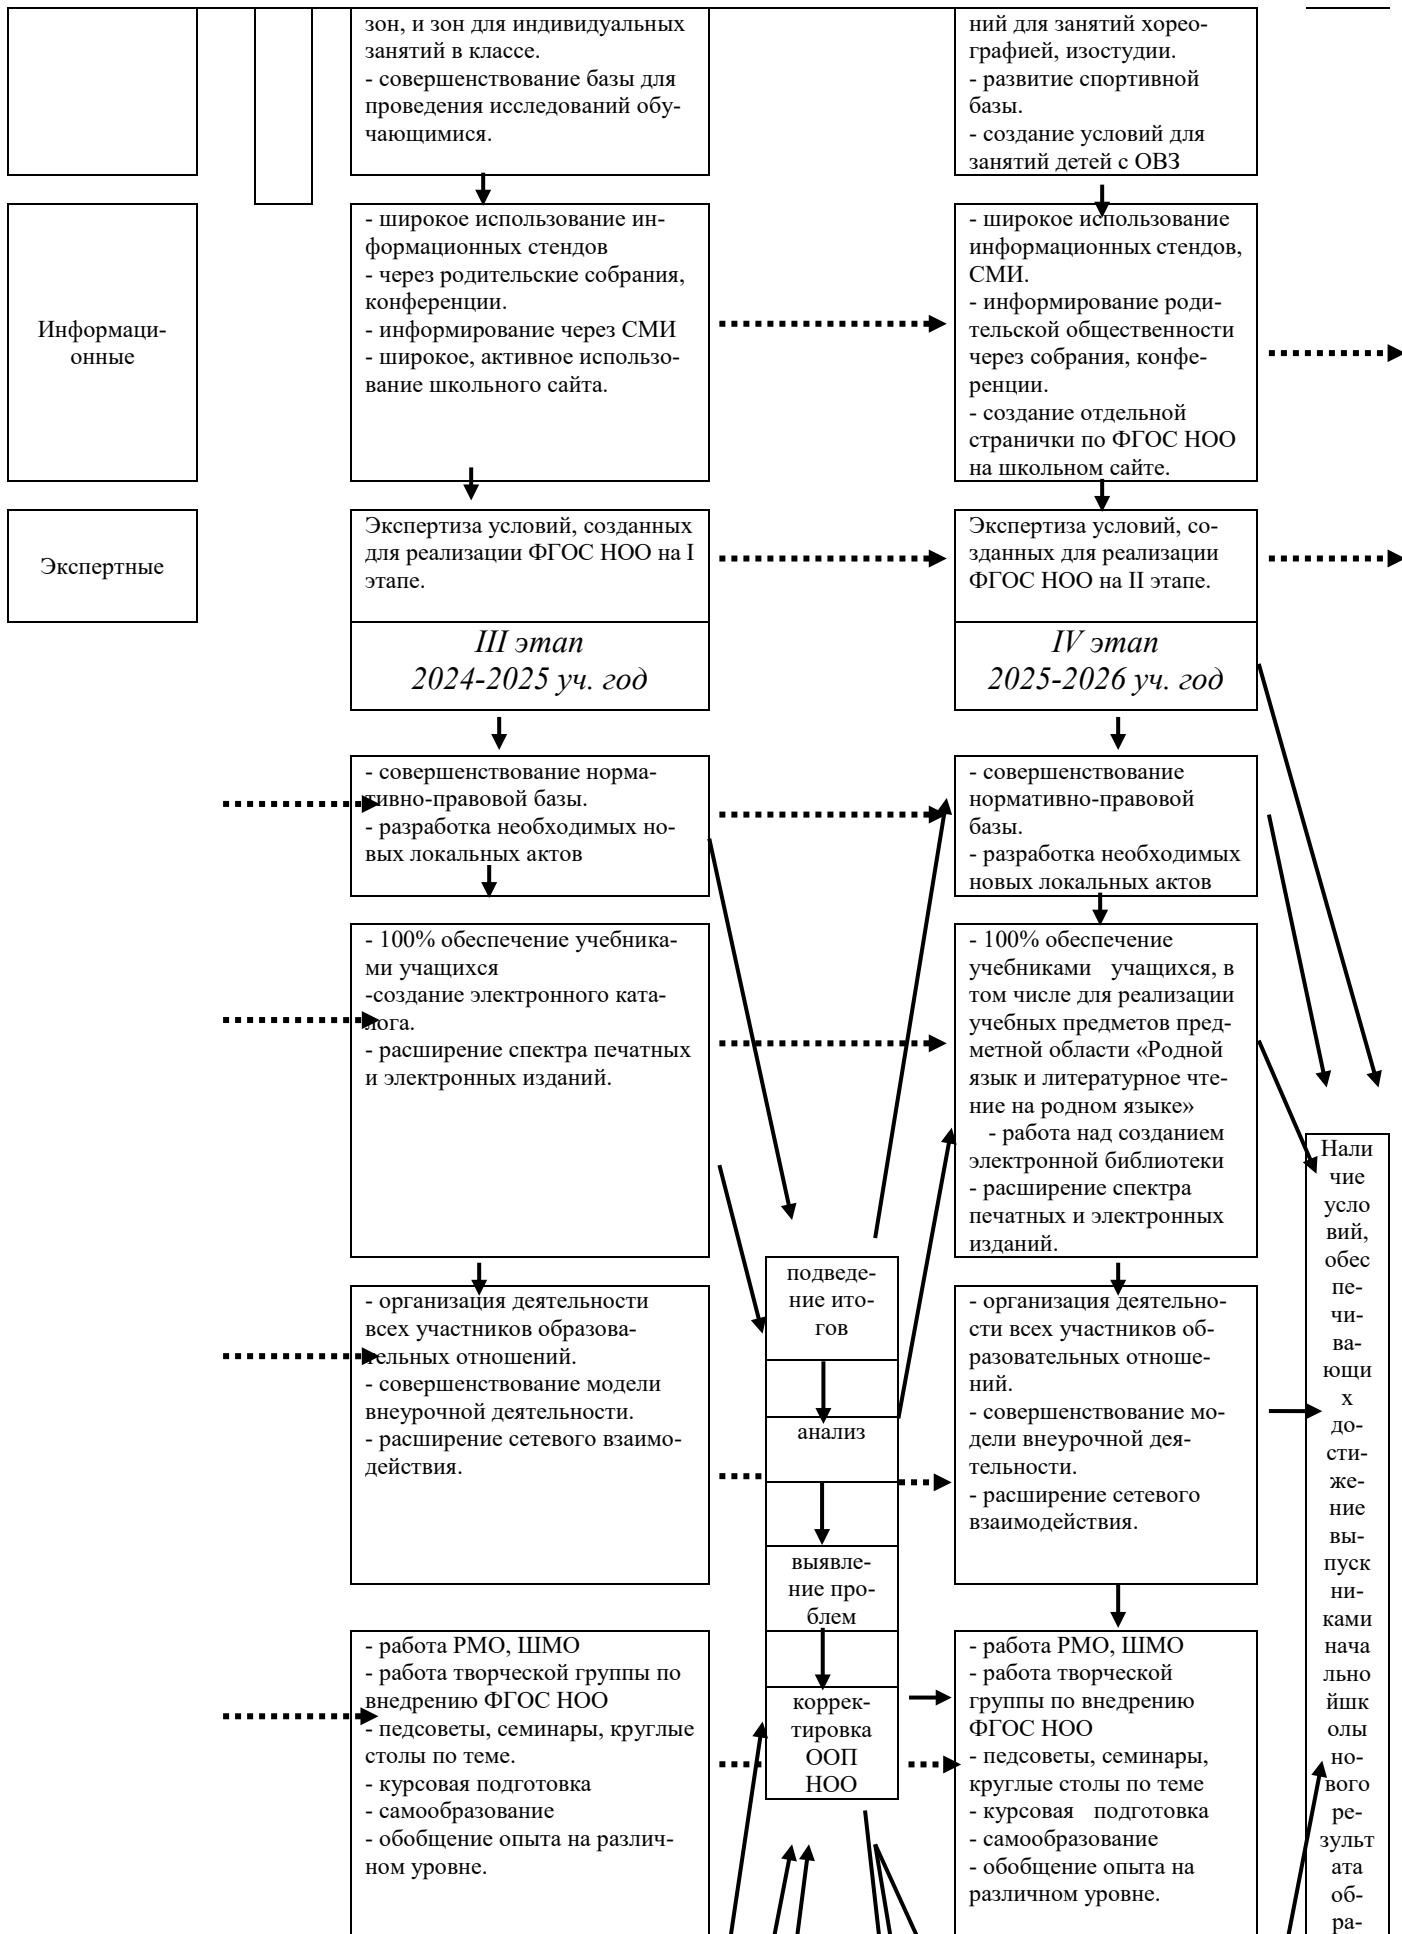 зон, и зон для индивидуальных
занятий в классе.
- совершенствование базы для
проведения исследований обу-
чающимися.
ний для занятий хорео-
графией, изостудии.
- развитие спортивной
базы.
- создание условий для
занятий детей с ОВЗ
Информаци-
онные
- широкое использование ин-
формационных стендов
- через родительские собрания,
конференции.
- информирование через СМИ
- широкое, активное использо-
вание школьного сайта.
- широкое использование
информационных стендов,
СМИ.
- информирование роди-
тельской общественности
через собрания, конфе-
ренции.
- создание отдельной
странички по ФГОС НОО
на школьном сайте.
Экспертные
Экспертиза условий, созданных
для реализации ФГОС НОО на I
этапе.
Экспертиза условий, со-
зданных для реализации
ФГОС НОО на II этапе.
III этап
2024-2025 уч. год
IV этап
2025-2026 уч. год
- совершенствование норма-
тивно-правовой базы.
- разработка необходимых но-
вых локальных актов
- совершенствование
нормативно-правовой
базы.
- разработка необходимых
новых локальных актов
- 100% обеспечение учебника-
ми учащихся
-создание электронного ката-
лога.
- расширение спектра печатных
и электронных изданий.
- 100% обеспечение
учебниками учащихся, в
том числе для реализации
учебных предметов пред-
метной области «Родной
язык и литературное чте-
ние на родном языке»
- работа над созданием
электронной библиотеки
- расширение спектра
печатных и электронных
изданий.
- организация деятельности
всех участников образова-
тельных отношений.
- совершенствование модели
внеурочной деятельности.
- расширение сетевого взаимо-
действия.
подведе-
ние ито-
гов
анализ
выявле-
ние про-
блем
коррек-
тировка
ООП
НОО
- организация деятельно-
сти всех участников об-
разовательных отноше-
ний.
- совершенствование мо-
дели внеурочной дея-
тельности.
- расширение сетевого
взаимодействия.
- работа РМО, ШМО
- работа творческой группы по
внедрению ФГОС НОО
- педсоветы, семинары, круглые
столы по теме.
- курсовая подготовка
- самообразование
- обобщение опыта на различ-
ном уровне.
- работа РМО, ШМО
- работа творческой
группы по внедрению
ФГОС НОО
- педсоветы, семинары,
круглые столы по теме
- курсовая подготовка
- самообразование
- обобщение опыта на
различном уровне.
Нали
чие
усло
вий,
обес
пе-
чи-
ва-
ющи
х
до-
сти-
же-
ние
вы-
пуск
ни-
ками
нача
льно
йшк
олы
но-
вого
ре-
зульт
ата
об-
ра-